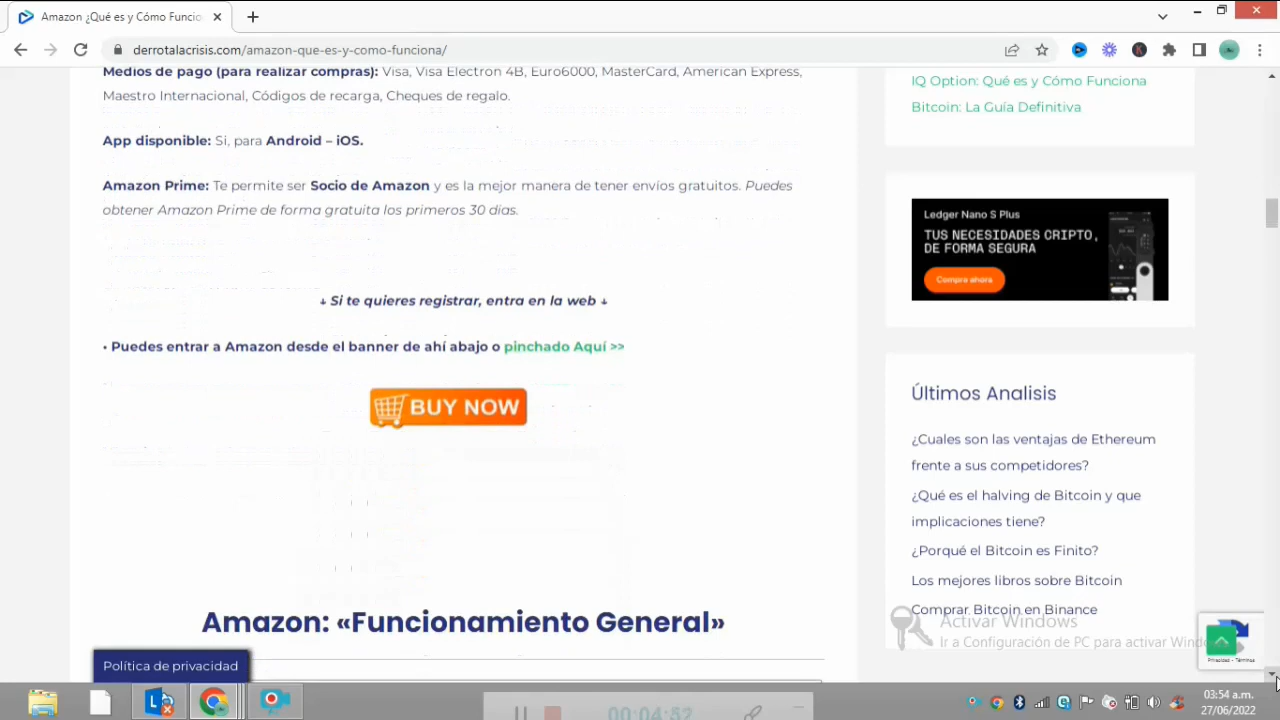 Amazon ¿Qué es y Cómo Funcio
derrotalacrisis.com/amazon-que-es-y-como-funciona/
Medios de pago (para realizar compras): Visa, Visa Electron 4B, Euro6000, MasterCard, American Express,
Maestro Internacional, Códigos de recarga, Cheques de regalo.
App disponible: Si, para Android – iOS.
Amazon Prime: Te permite ser Socio de Amazon y es la mejor manera de tener envíos gratuitos. Puedes
obtener Amazon Prime de forma gratuita los primeros 30 días.
↓ Si te quieres registrar, entra en la web ↓
• Puedes entrar a Amazon desde el banner de ahí abajo o pinchado Aquí >>
BUY NOW
Amazon: «Funcionamiento General»
Política de privacidad
IQ Option: Qué es y Cómo Funciona
Bitcoin: La Guía Definitiva
Ledger Nano S Plus
TUS NECESIDADES CRIPTO,
DE FORMA SEGURA
Compra ahora
Últimos Analisis
¿Cuales son las ventajas de Ethereum
frente a sus competidores?
¿Qué es el halving de Bitcoin y que
implicaciones tiene?
¿Porqué el Bitcoin es Finito?
Los mejores libros sobre Bitcoin
Comprar Bitcoin en Binance
Activar Windows
Ir a Configuración de PC para activar Windo
Privacidad - Términos
00:04:52
03:54 a.m.
27/06/2022